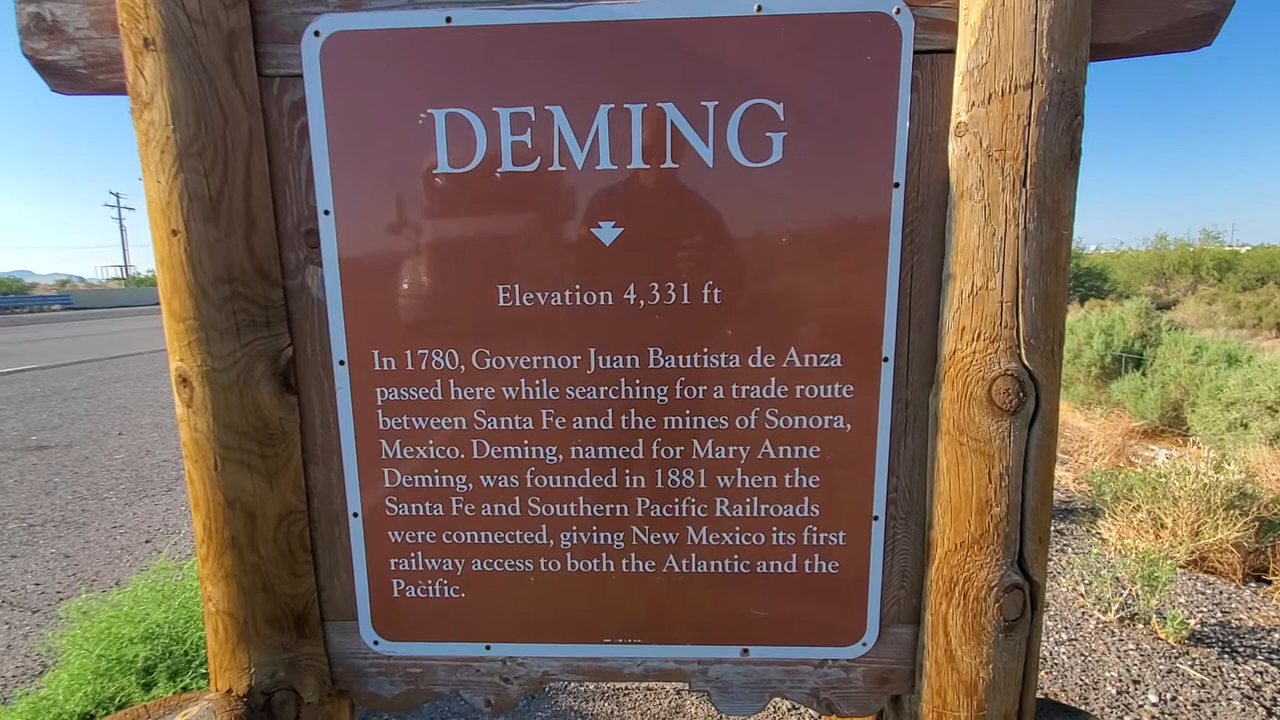 DEMING
Elevation 4,331 ft
In 1780, Governor Juan Bautista de Anza
passed here while searching for a trade route
between Santa Fe and the mines of Sonora,
Mexico. Deming, named for Mary Anne
Deming, was founded in 1881 when the
Santa Fe and Southern Pacific Railroads
were connected, giving New Mexico its first
railway access to both the Atlantic and the
Pacific.